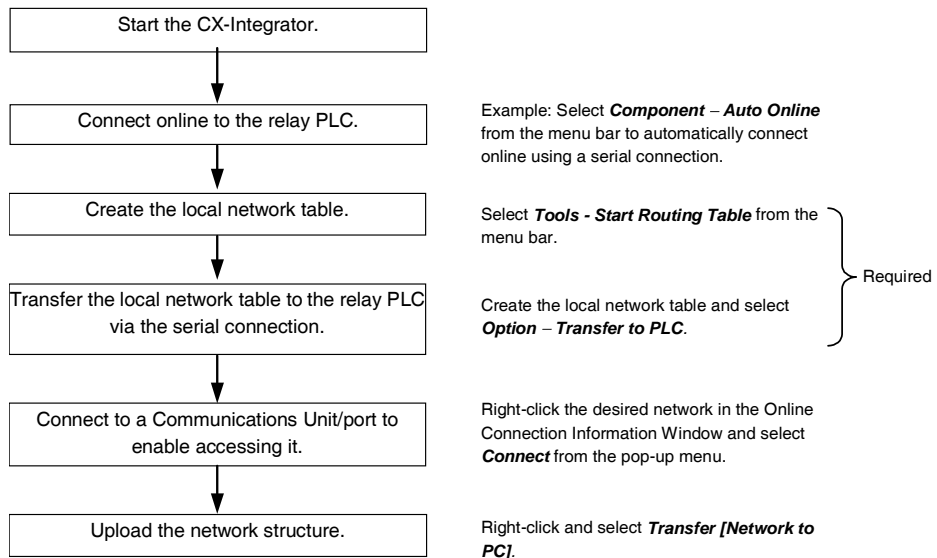 Start the CX-Integrator.
Connect online to the relay PLC.
Example: Select Component – Auto Online
from the menu bar to automatically connect
online using a serial connection.
Create the local network table.
Select Tools - Start Routing Table from the
menu bar.
Required
Transfer the local network table to the relay PLC
via the serial connection.
Create the local network table and select
Option – Transfer to PLC.
Connect to a Communications Unit/port to
enable accessing it.
Right-click the desired network in the Online
Connection Information Window and select
Connect from the pop-up menu.
Upload the network structure.
Right-click and select Transfer [Network to
PC].